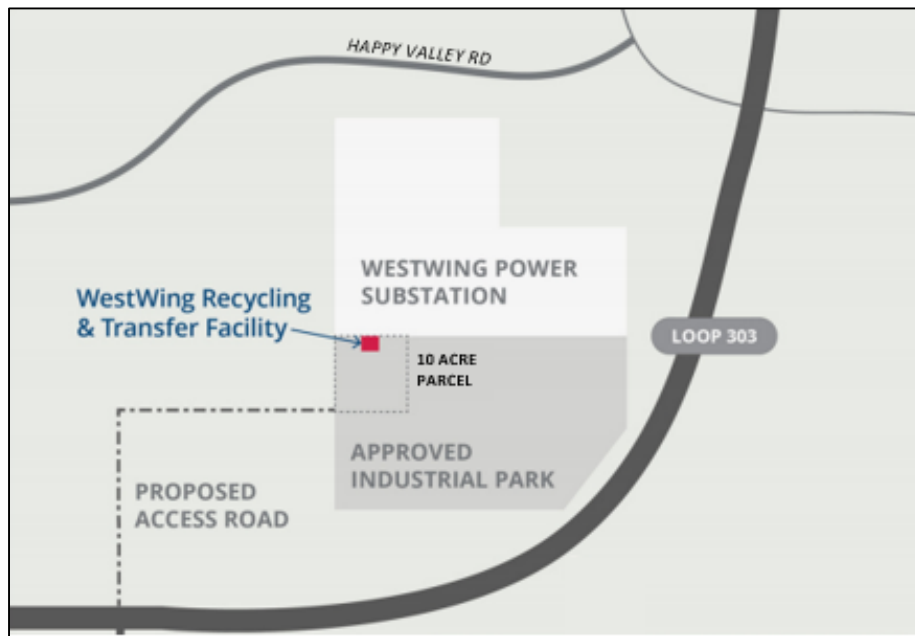 HAPPY VALLEY RD
WESTWING POWER
SUBSTATION
WestWing Recycling
& Transfer Facility
LOOP 303
10 ACRE
PARCEL
APPROVED
INDUSTRIAL PARK
PROPOSED
ACCESS ROAD